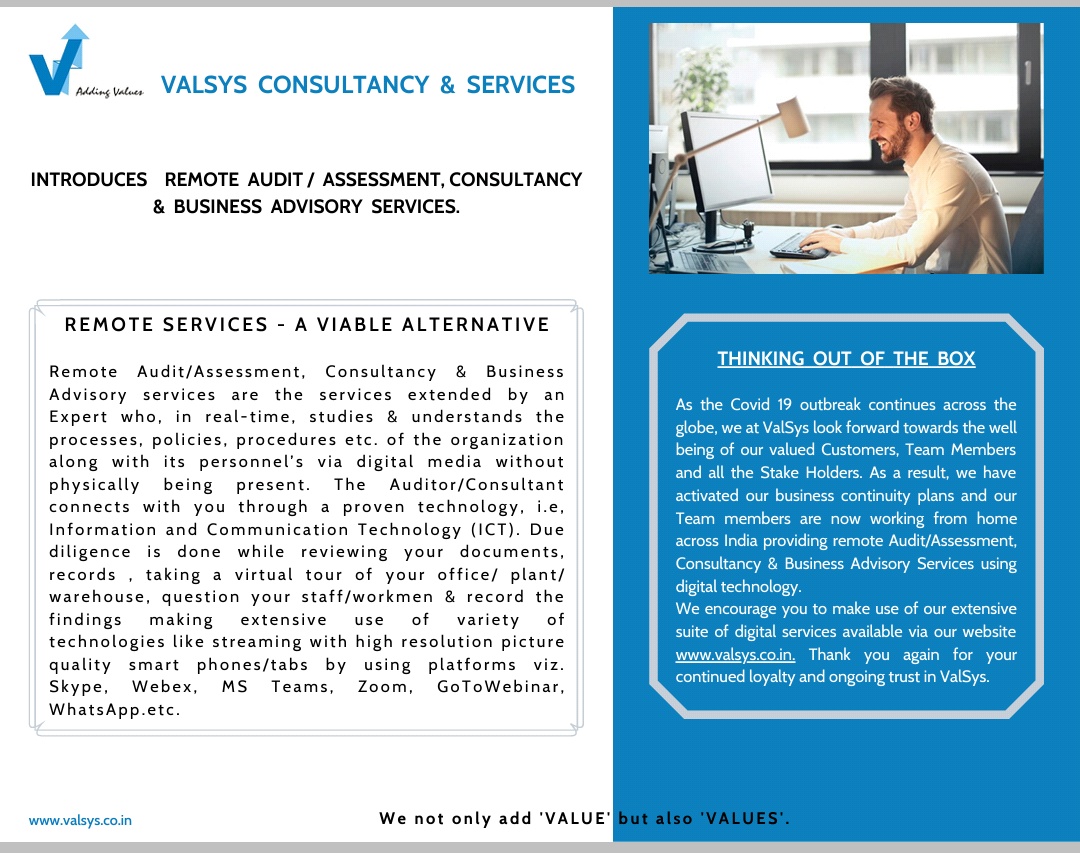 Adding Values
VALSYS CONSULTANCY & SERVICES
INTRODUCES REMOTE AUDIT / ASSESSMENT, CONSULTANCY
& BUSINESS ADVISORY SERVICES.
REMOTE SERVICES - A VIABLE ALTERNATIVE
Remote Audit/Assessment, Consultancy & Business
Advisory services are the services extended by an
Expert who, in real-time, studies & understands the
processes, policies, procedures etc. of the organization
along with its personnel's via digital media without
physically being present. The Auditor/Consultant
connects with you through a proven technology, i.e,
Information and Communication Technology (ICT). Due
diligence is done while reviewing your documents,
records , taking a virtual tour of your office/ plant/
warehouse, question your staff/workmen & record the
findings making extensive use of variety of
technologies like streaming with high resolution picture
quality smart phones/tabs by using platforms viz.
Skype, Webex, MS Teams, Zoom, GoToWebinar,
WhatsApp.etc.
THINKING OUT OF THE BOX
As the Covid 19 outbreak continues across the
globe, we at ValSys look forward towards the well
being of our valued Customers, Team Members
and all the Stake Holders. As a result, we have
activated our business continuity plans and our
Team members are now working from home
across India providing remote Audit/Assessment,
Consultancy & Business Advisory Services using
digital technology.
We encourage you to make use of our extensive
suite of digital services available via our website
www.valsys.co.in. Thank you again for your
continued loyalty and ongoing trust in ValSys.
www.valsys.co.in
We not only add 'VALUE' but also 'VALUES'.